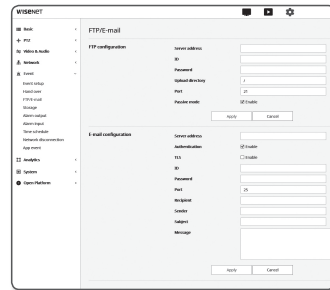 WISENET
Basic
PTZ
Video & Audio
Network
Event
Event setup
Hand over
FTP/E-mail
Storage
Alarm output
Alarm input
Time schedule
Network disconnection
App event
Analytics
System
Open Platform
FTP/E-mail
FTP configuration
Server address
ID
Password
Upload directory /
Port 21
Passive mode Enable
Apply Cancel
E-mail configuration
Server address
Authentication Enable
TLS Enable
ID
Password
Port 25
Recipient
Sender
Subject
Message
Apply Cancel